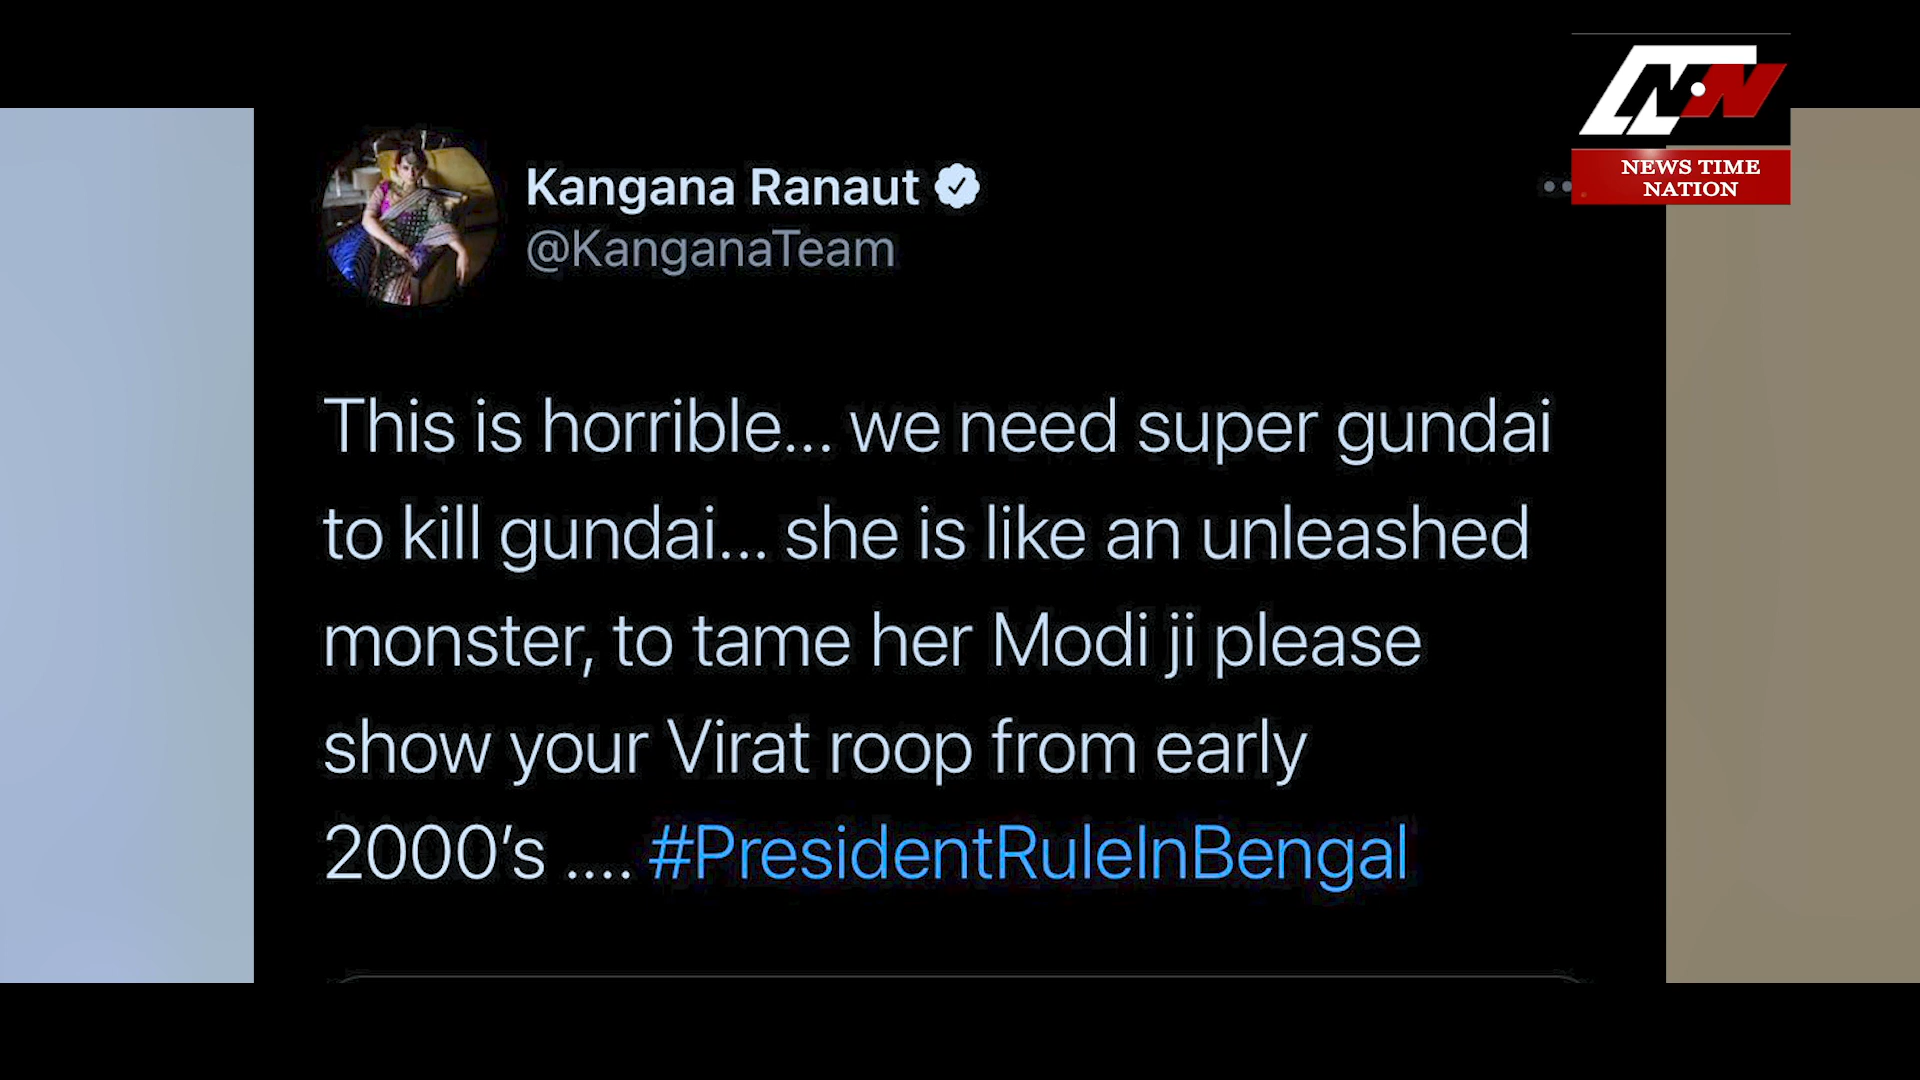 NEWS TIME
NATION
Kangana Ranaut
@KanganaTeam
This is horrible... we need super gundai
to kill gundai... she is like an unleashed
monster, to tame her Modi ji please
show your Virat roop from early
2000's .... #PresidentRuleInBengal